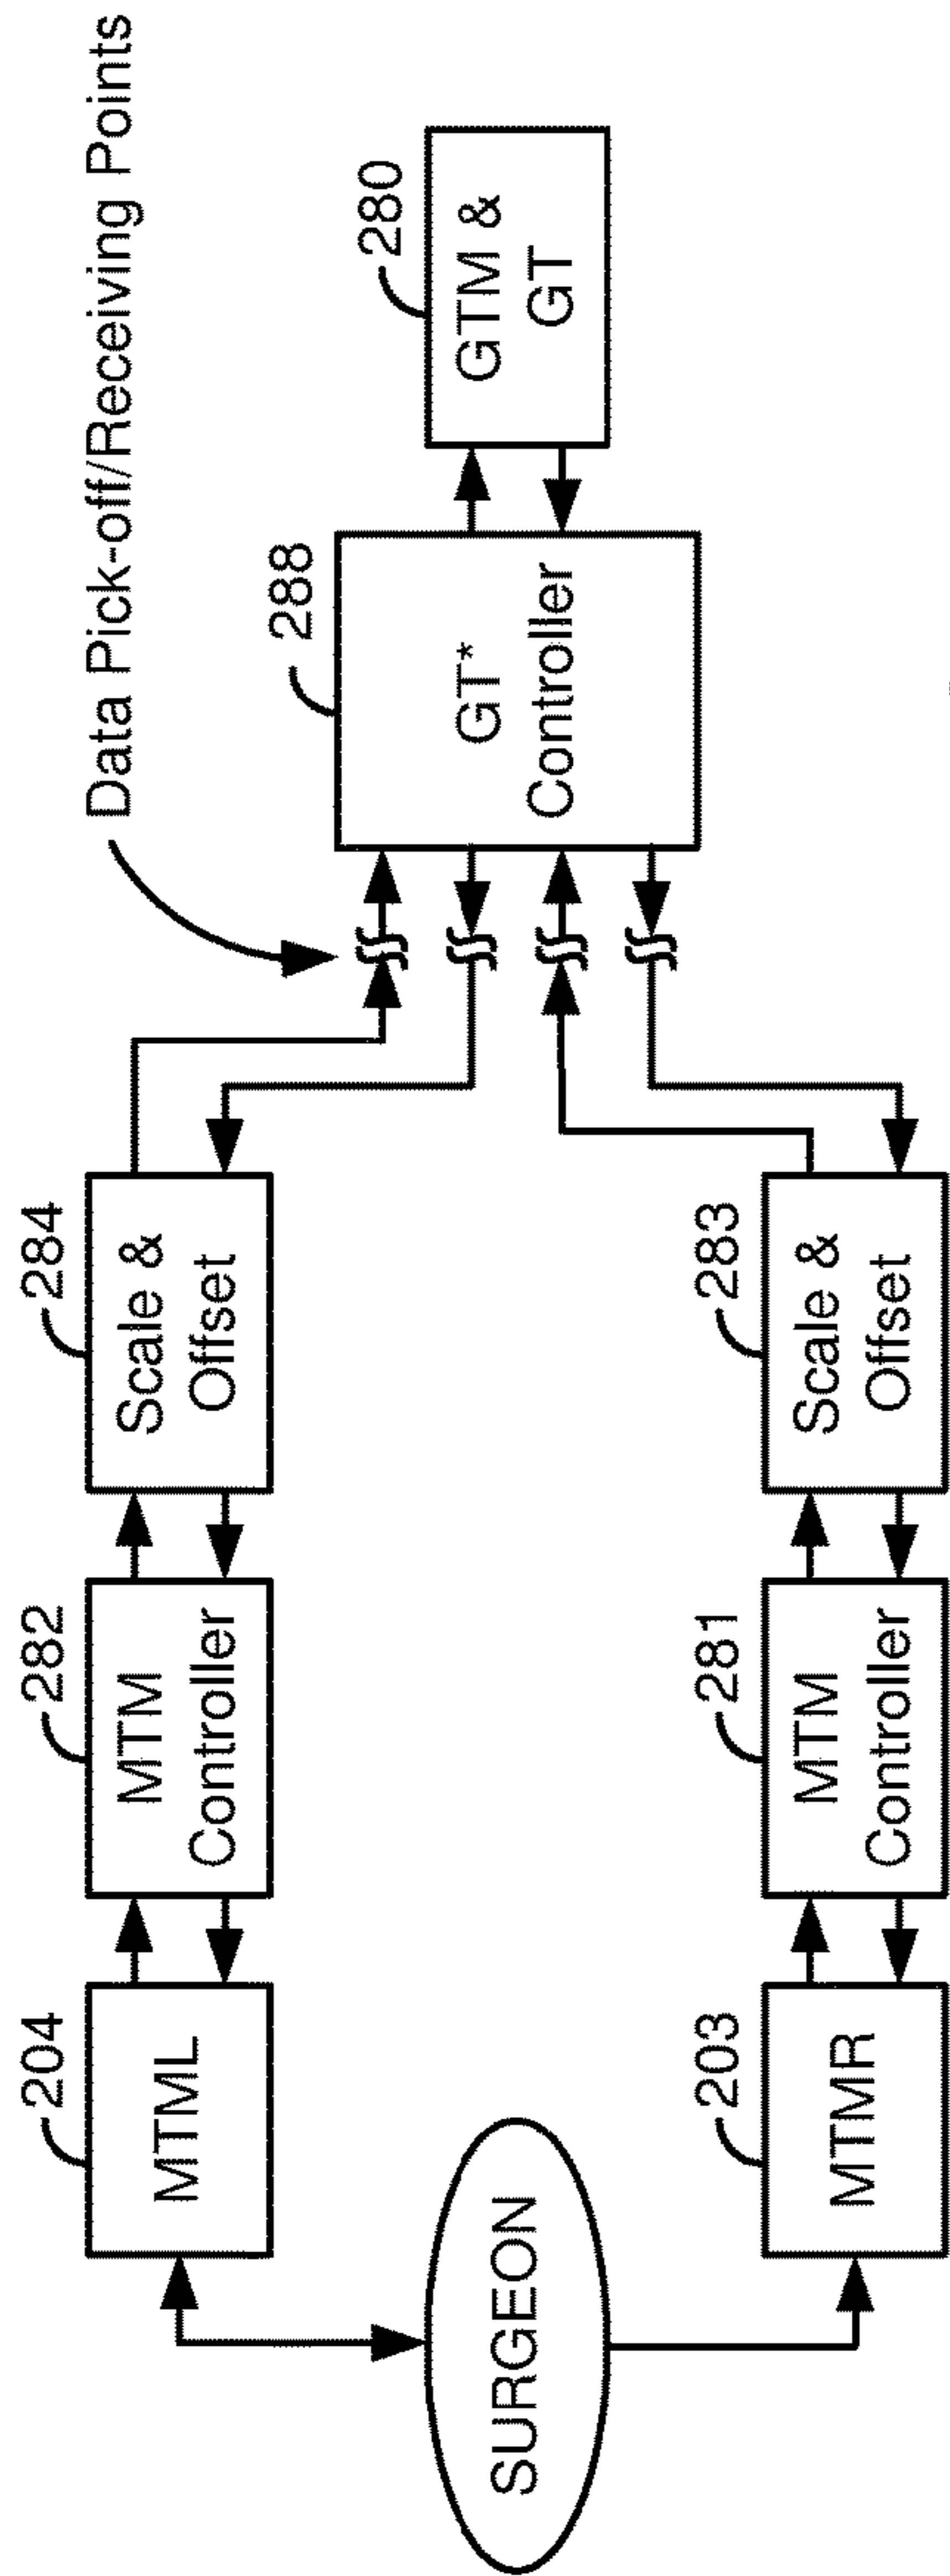 Data Pick-off/Receiving Points
204
MTML
282
MTM
Controller
284
Scale &
Offset
288
GT*
Controller
280
GTM &
GT
SURGEON
203
MTMR
281
MTM
Controller
283
Scale &
Offset